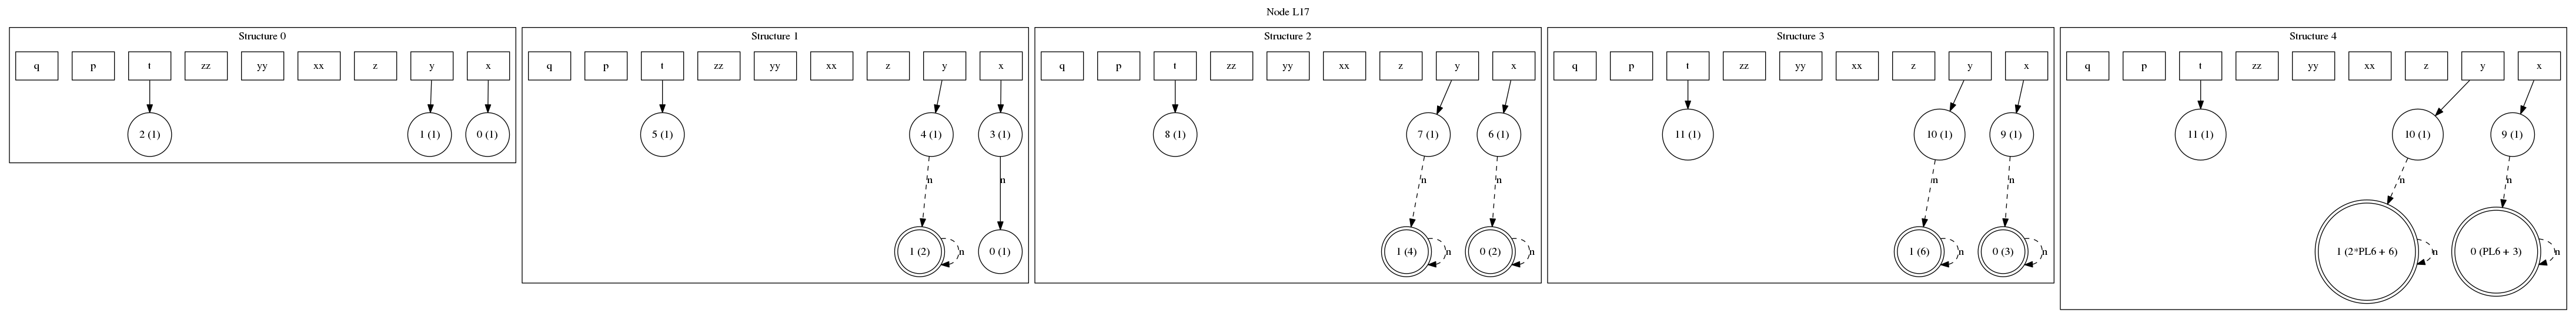 Node L17
Structure 0
q p t zz yy xx z y x
2 (1) 1 (1) 0 (1)
Structure 1
q p t zz yy xx z y x
5 (1) 4 (1) 3 (1)
n n
1 (2) n 0 (1)
Structure 2
q p t zz yy xx z y x
8 (1) 7 (1) 6 (1)
n n
1 (4) n 0 (2) n
Structure 3
q p t zz yy xx z y x
11 (1) 10 (1) 9 (1)
n n
1 (6) n 0 (3) n
Structure 4
q p t zz yy xx z y x
11 (1) 10 (1) 9 (1)
n n
1 (2*PL6 + 6) n 0 (PL6 + 3) n